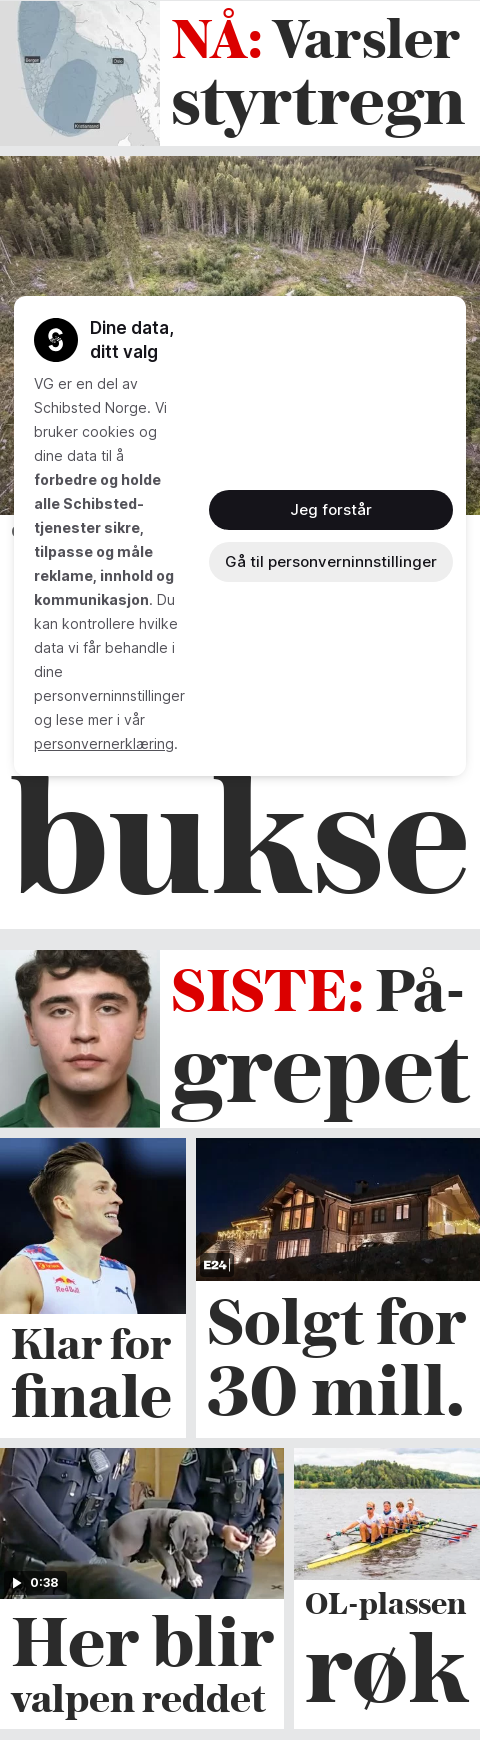 Bergen
Oslo
Kristiansand
NÅ: Varsler
styrtregn
Dine data,
ditt valg
VG er en del av
Schibsted Norge. Vi
bruker cookies og
dine data til å
forbedre og holde
alle Schibsted-
tjenester sikre,
tilpasse og måle
reklame, innhold og
kommunikasjon. Du
kan kontrollere hvilke
data vi får behandle i
dine
personverninnstillinger
og lese mer i vår
personvernerklæring.
Jeg forstår
Gå til personverninnstillinger
bukse
SISTE: På-
grepet
Red Bull
Klar for
finale
E24
Solgt for
30 mill.
0:38
Her blir
valpen reddet
OL-plassen
røk